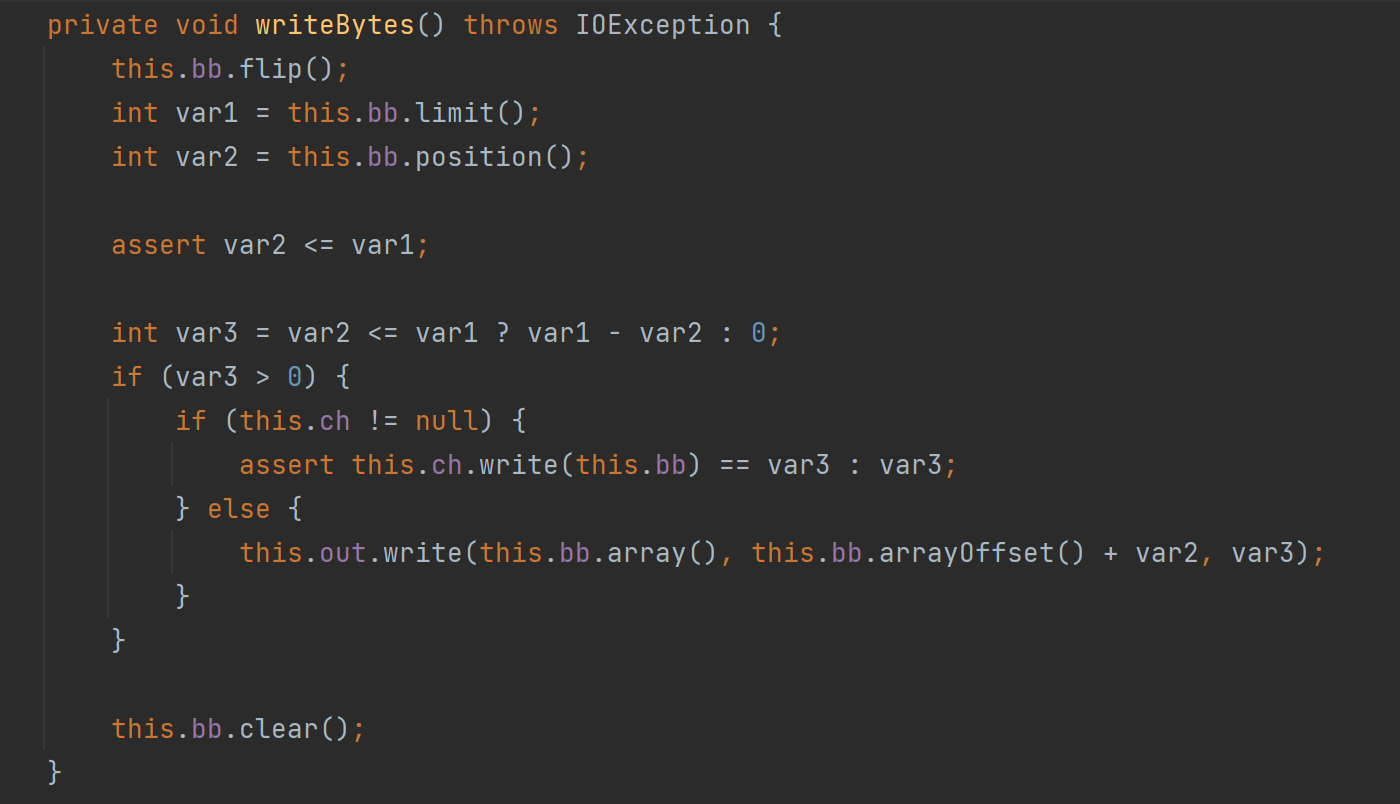 private void writeBytes() throws IOException {
    this.bb.flip();
    int var1 = this.bb.limit();
    int var2 = this.bb.position();

    assert var2 <= var1;

    int var3 = var2 <= var1 ? var1 - var2 : 0;
    if (var3 > 0) {
        if (this.ch != null) {
            assert this.ch.write(this.bb) == var3 : var3;
        } else {
            this.out.write(this.bb.array(), this.bb.arrayOffset() + var2, var3);
        }
    }

    this.bb.clear();
}